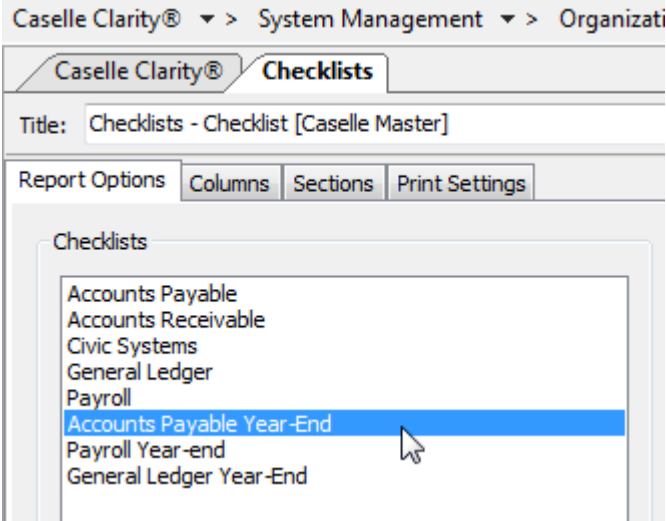 Caselle Clarity® > System Management > Organizati
Caselle Clarity® Checklists
Title: Checklists - Checklist [Caselle Master]
Report Options Columns Sections Print Settings
Checklists
Accounts Payable
Accounts Receivable
Civic Systems
General Ledger
Payroll
Accounts Payable Year-End
Payroll Year-end
General Ledger Year-End